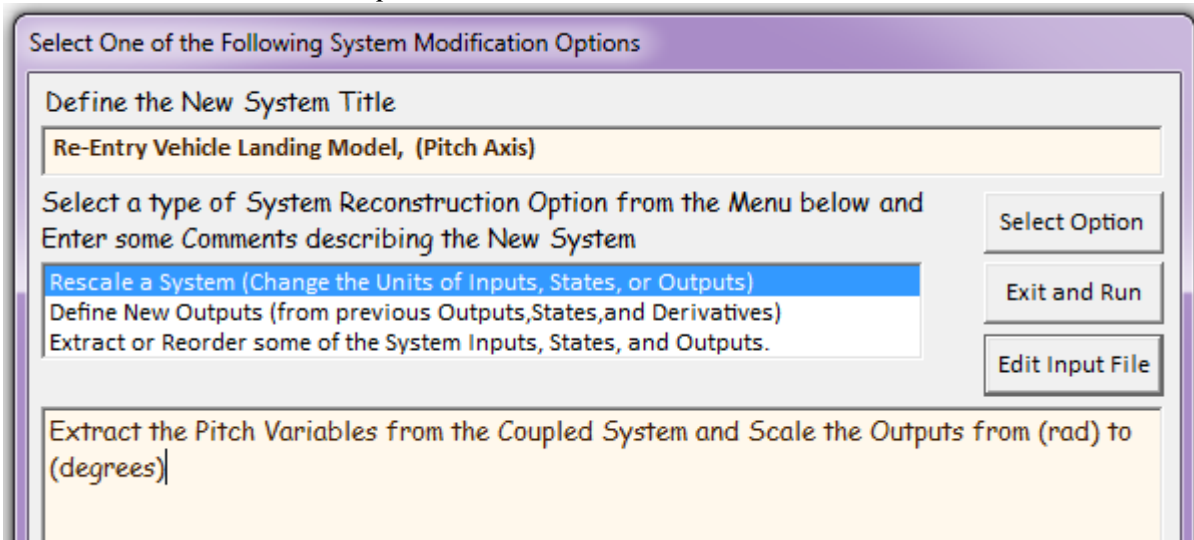 Select One of the Following System Modification Options
Define the New System Title
Re-Entry Vehicle Landing Model, (Pitch Axis)
Select a type of System Reconstruction Option from the Menu below and
Enter some Comments describing the New System
Select Option
Rescale a System (Change the Units of Inputs, States, or Outputs)
Define New Outputs (from previous Outputs,States,and Derivatives)
Extract or Reorder some of the System Inputs, States, and Outputs.
Exit and Run
Edit Input File
Extract the Pitch Variables from the Coupled System and Scale the Outputs from (rad) to
(degrees)